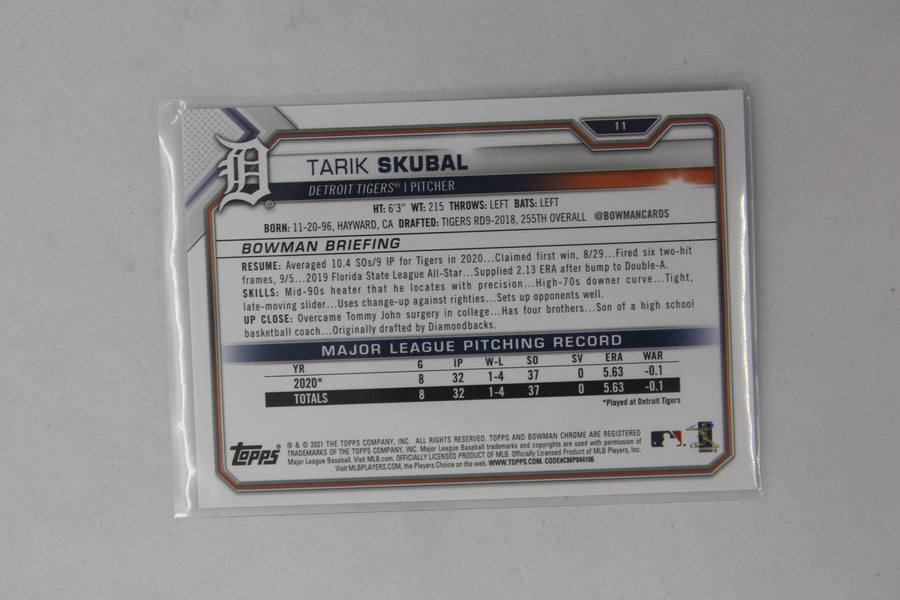 11
D
TARIK SKUBAL
DETROIT TIGERS® | PITCHER
HT: 6'3" WT: 215 THROWS: LEFT BATS: LEFT
BORN: 11-20-96, HAYWARD, CA DRAFTED: TIGERS RD9-2018, 255TH OVERALL @BOWMANCARDS
BOWMAN BRIEFING
RESUME: Averaged 10.4 SOs/9 IP for Tigers in 2020...Claimed first win, 8/29...Fired six two-hit
frames, 9/5...2019 Florida State League All-Star...Supplied 2.13 ERA after bump to Double-A.
SKILLS: Mid-90s heater that he locates with precision...High-70s downer curve...Tight,
late-moving slider...Uses change-up against righties...Sets up opponents well.
UP CLOSE: Overcame Tommy John surgery in college...Has four brothers...Son of a high school
basketball coach...Originally drafted by Diamondbacks.
MAJOR LEAGUE PITCHING RECORD
YR G IP W-L SO SV ERA WAR
2020* 8 32 1-4 37 0 5.63 -0.1
TOTALS 8 32 1-4 37 0 5.63 -0.1
*Played at Detroit Tigers
Topps
® & © 2021 THE TOPPS COMPANY, INC. ALL RIGHTS RESERVED. TOPPS AND BOWMAN CHROME ARE REGISTERED
TRADEMARKS OF THE TOPPS COMPANY, INC. Major League Baseball trademarks and copyrights are used with permission of
Major League Baseball. Visit MLB.com. OFFICIALLY LICENSED PRODUCT OF MLB. Officially Licensed Product of MLB Players, Inc.
Visit MLBPLAYERS.COM, the Players Choice on the web. WWW.TOPPS.COM. CODE#CMP044106